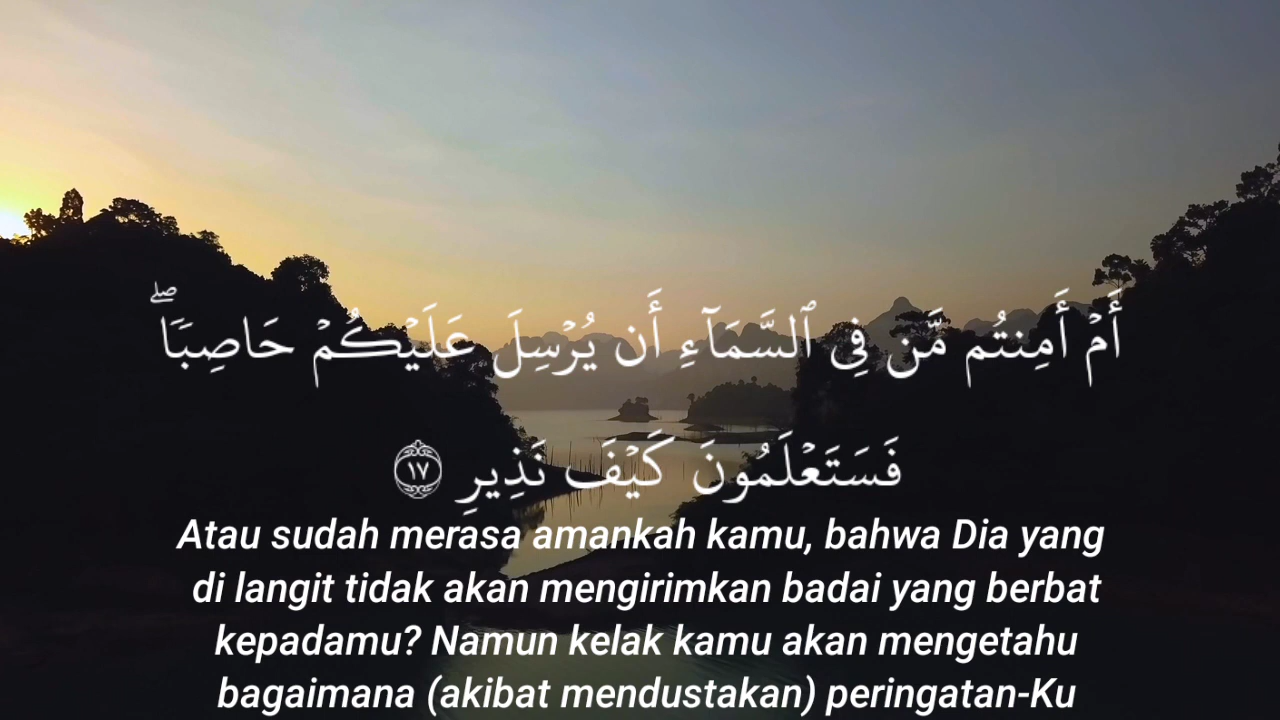 أَمْ أَمِنتُم مَّن فِى ٱلسَّمَآءِ أَن يُرْسِلَ عَلَيْكُمْ حَاصِبًا ۖ
فَسَتَعْلَمُونَ كَيْفَ نَذِيرِ ١٧
Atau sudah merasa amankah kamu, bahwa Dia yang
di langit tidak akan mengirimkan badai yang berbat
kepadamu? Namun kelak kamu akan mengetahu
bagaimana (akibat mendustakan) peringatan-Ku